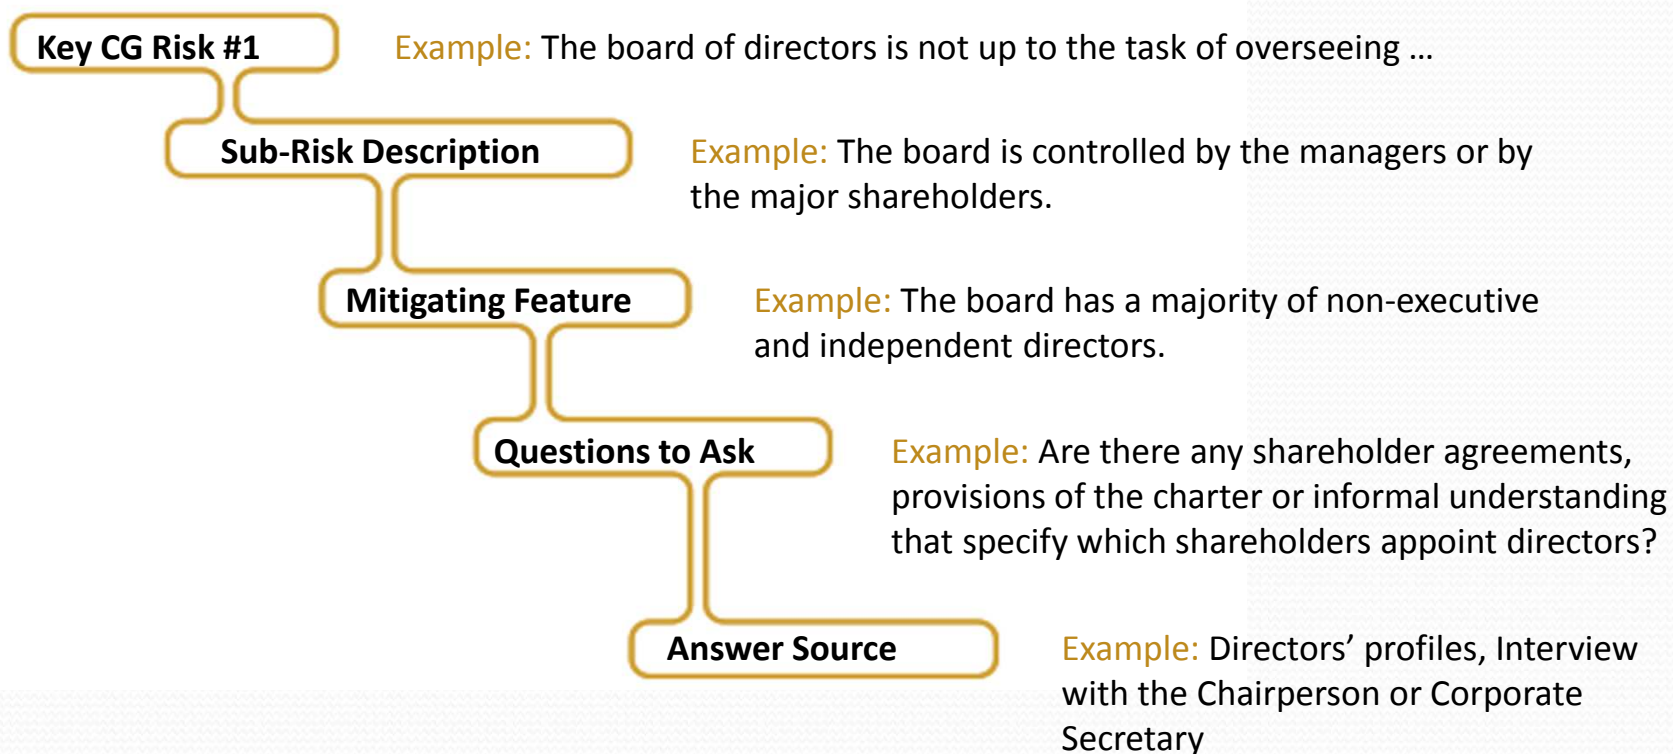 Key CG Risk #1
Example: The board of directors is not up to the task of overseeing …
Sub-Risk Description
Example: The board is controlled by the managers or by
the major shareholders.
Mitigating Feature
Example: The board has a majority of non-executive
and independent directors.
Questions to Ask
Example: Are there any shareholder agreements,
provisions of the charter or informal understanding
that specify which shareholders appoint directors?
Answer Source
Example: Directors’ profiles, Interview
with the Chairperson or Corporate
Secretary